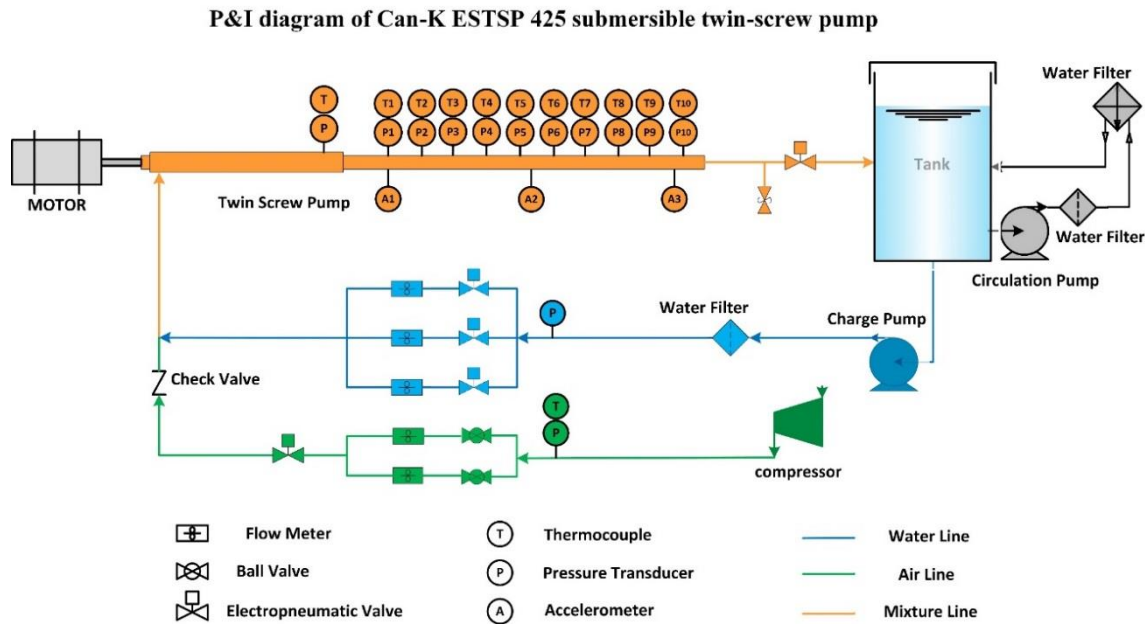 P&I diagram of Can-K ESTSP 425 submersible twin-screw pump
Water Filter
T T1 T2 T3 T4 T5 T6 T7 T8 T9 T10
P P1 P2 P3 P4 P5 P6 P7 P8 P9 P10
Tank
MOTOR
Twin Screw Pump
A1 A2 A3
Water Filter
Circulation Pump
P
Water Filter
Charge Pump
Check Valve
T
P
compressor
Flow Meter
T Thermocouple
Water Line
Ball Valve
P Pressure Transducer
Air Line
Electropneumatic Valve
A Accelerometer
Mixture Line